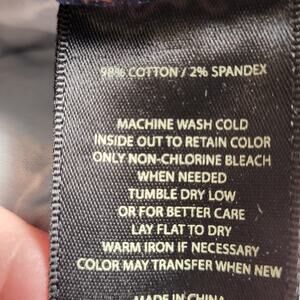 98% COTTON / 2% SPANDEX
MACHINE WASH COLD
INSIDE OUT TO RETAIN COLOR
ONLY NON-CHLORINE BLEACH
WHEN NEEDED
TUMBLE DRY LOW
OR FOR BETTER CARE
LAY FLAT TO DRY
WARM IRON IF NECESSARY
COLOR MAY TRANSFER WHEN NEW
MADE IN CHINA